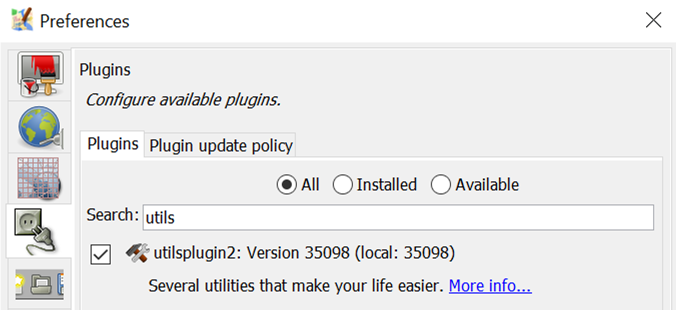 Preferences
Plugins
Configure available plugins.
Plugins Plugin update policy
All Installed Available
Search: utils
utilsplugin2: Version 35098 (local: 35098)
Several utilities that make your life easier. More info...